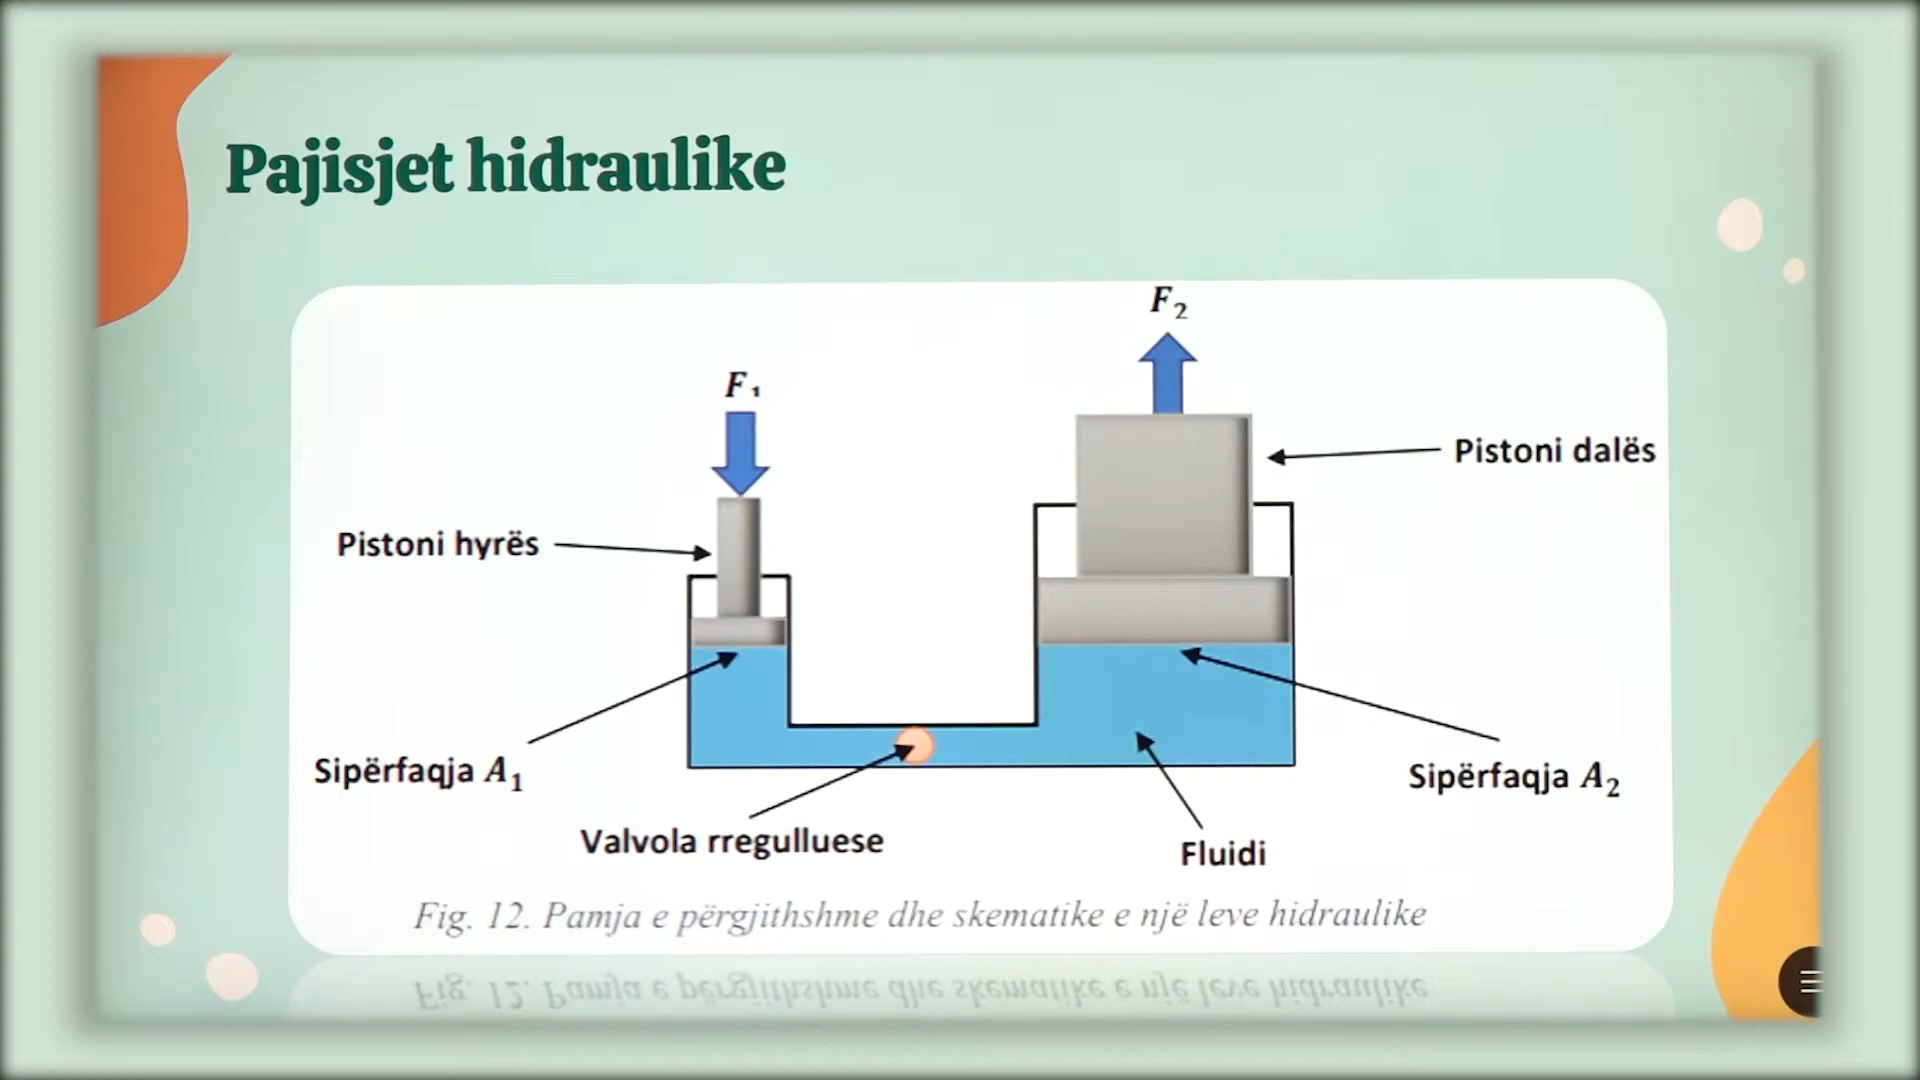 Pajisjet hidraulike
F₂
F₁
Pistoni dalës
Pistoni hyrës
Sipërfaqja A₁
Sipërfaqja A₂
Valvola rregulluese
Fluidi
Fig. 12. Pamja e përgjithshme dhe skematike e një leve hidraulike